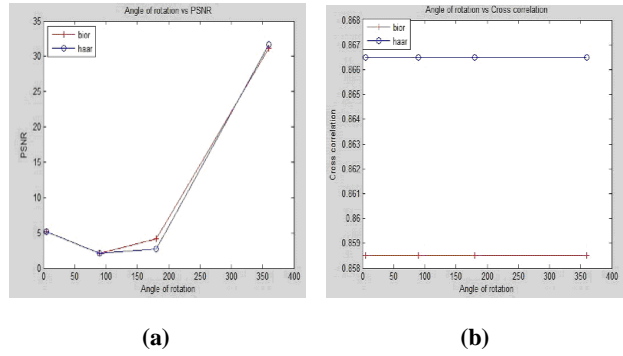 Angle of rotation vs PSNR
bior
haar
35
30
25
20
15
10
5
0
PSNR
0 50 100 150 200 250 300 350 400
Angle of rotation
(a)
Angle of rotation vs Cross correlation
bior
haar
0.868
0.867
0.866
0.865
0.864
0.863
0.862
0.861
0.86
0.859
0.858
Cross correlation
0 50 100 150 200 250 300 350 400
Angle of rotation
(b)